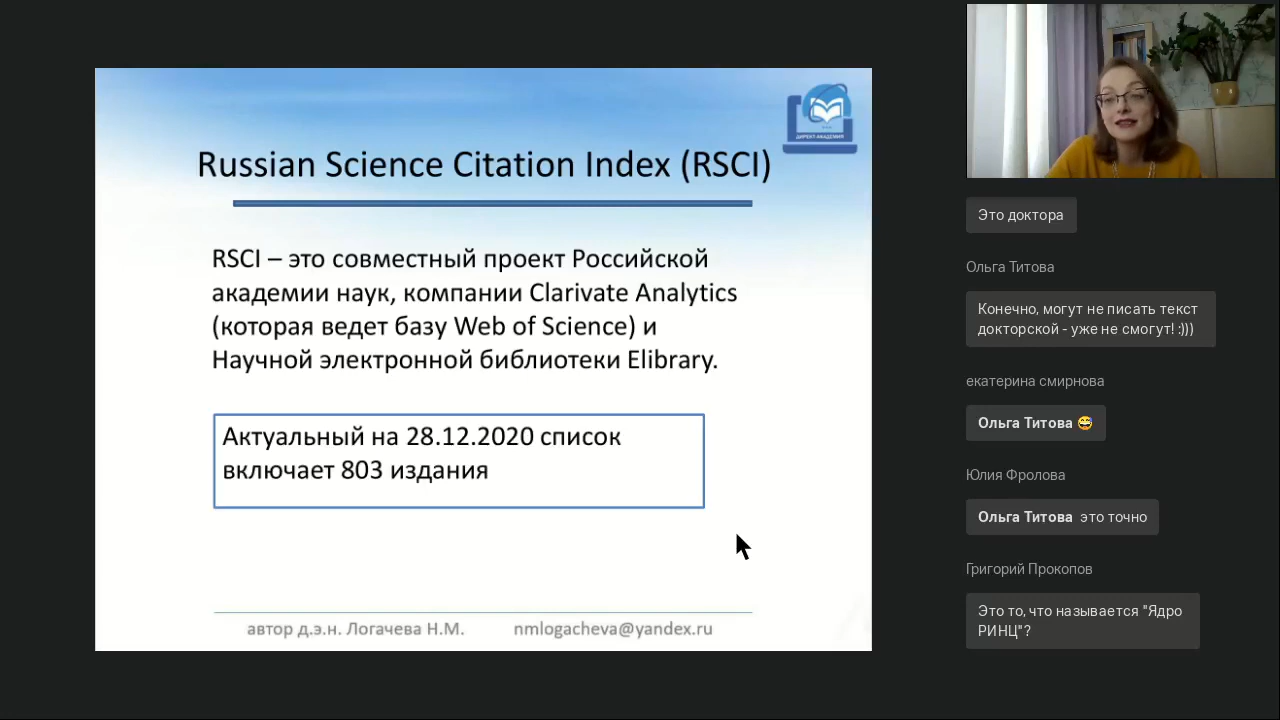 ДИРЕКТ АКАДЕМИЯ
Russian Science Citation Index (RSCI)
RSCI – это совместный проект Российской
академии наук, компании Clarivate Analytics
(которая ведет базу Web of Science) и
Научной электронной библиотеки Elibrary.
Актуальный на 28.12.2020 список
включает 803 издания
автор д.э.н. Логачева Н.М. nmlogacheva@yandex.ru
Это доктора
Ольга Титова
Конечно, могут не писать текст
докторской - уже не смогут! :)))
екатерина смирнова
Ольга Титова 😅
Юлия Фролова
Ольга Титова это точно
Григорий Прокопов
Это то, что называется "Ядро
РИНЦ"?